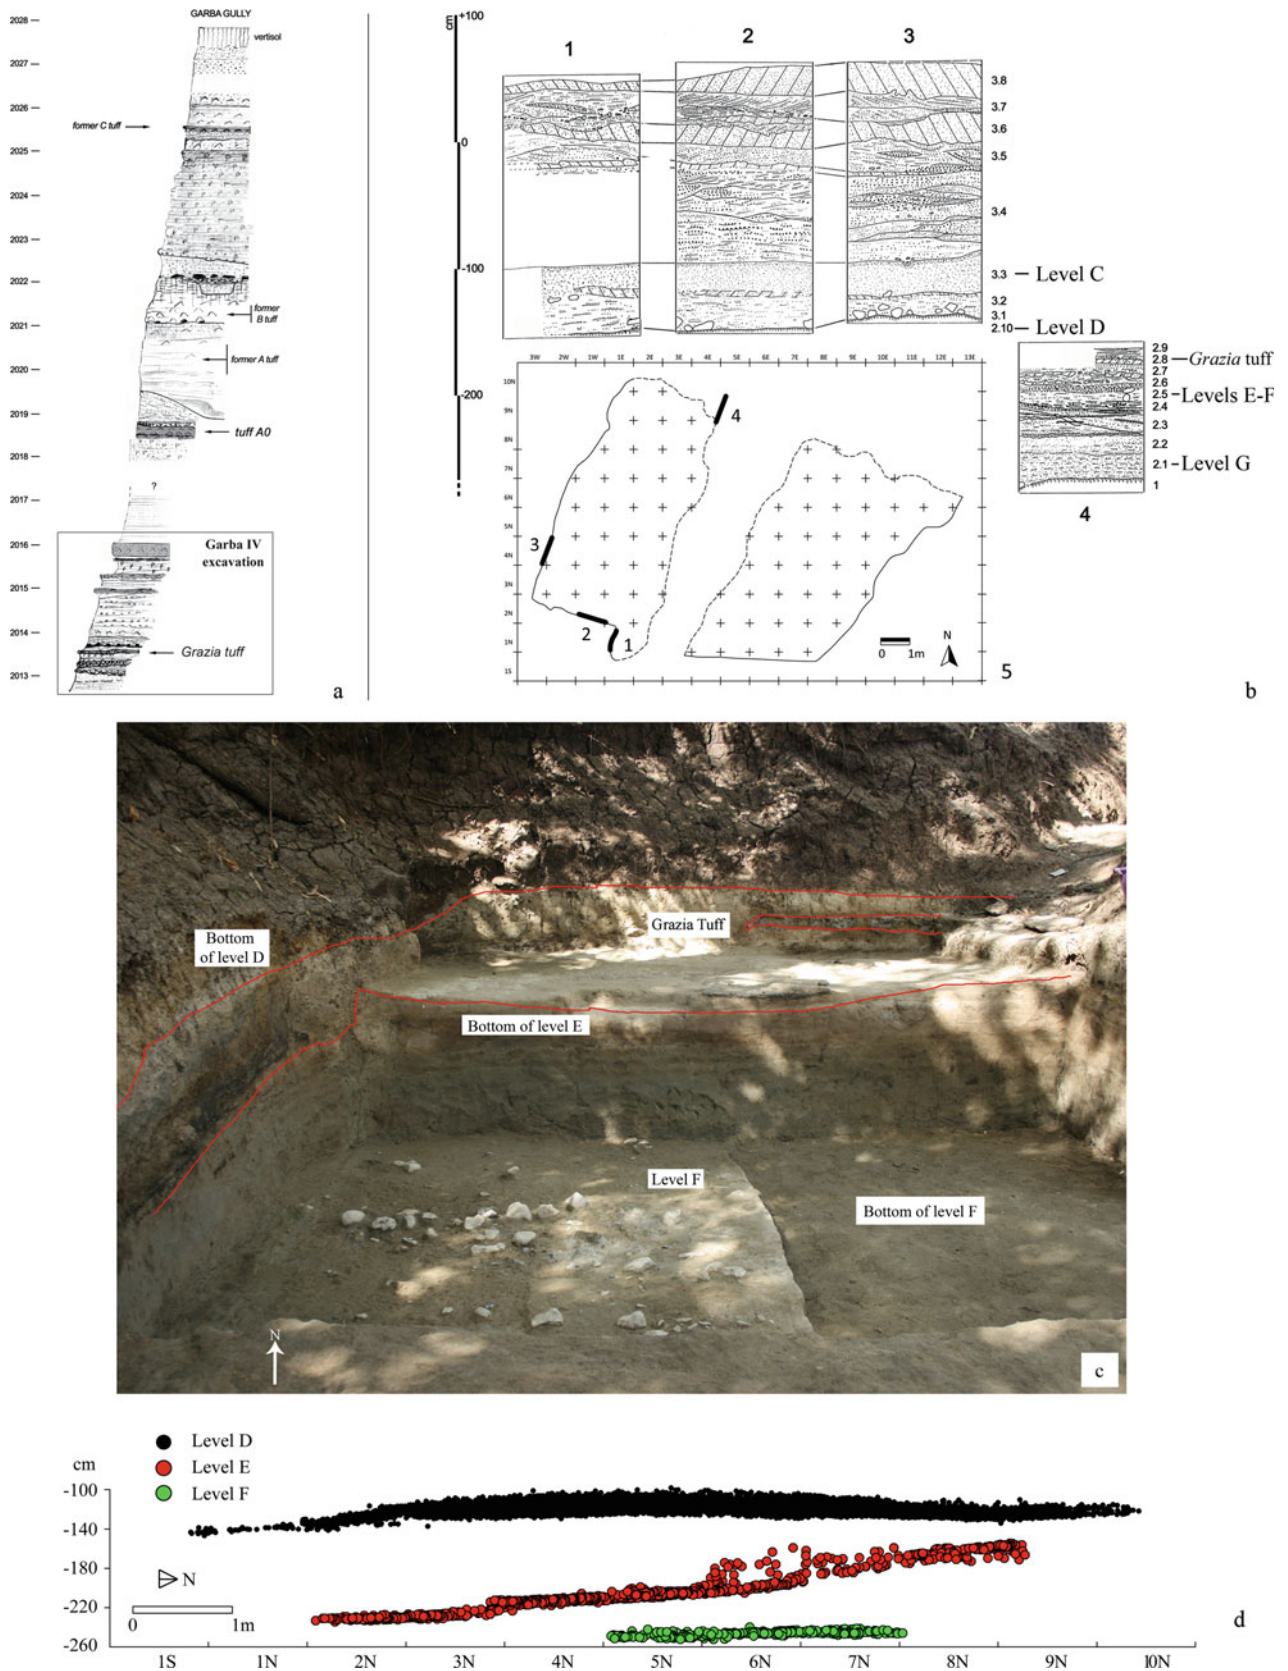 GARBA GULLY
2028
vertisol
2027
2026
former C tuff
2025
2024
2023
2022
former
B tuff
2021
former A tuff
2020
2019
tuff A0
2018
?
2017
2016
Garba IV
excavation
2015
2014
Grazia tuff
2013
a
cm
+100
0
-100
-200
1
2
3
3.8
3.7
3.6
3.5
3.4
3.3
Level C
3.2
3.1
2.10
Level D
2.9
2.8
Grazia tuff
2.7
2.6
2.5
Levels E-F
2.4
2.3
2.2
2.1
Level G
1
4
3W 2W 1W 1E 2E 3E 4E 5E 6E 7E 8E 9E 10E 11E 12E 13E
10N
9N
8N
7N
6N
5N
4N
3N
2N
1N
1S
4
3
2
1
0 1m
N
5
b
Bottom
of level D
Grazia Tuff
Bottom of level E
Level F
Bottom of level F
N
c
Level D
Level E
Level F
cm
-100
-140
-180
-220
-260
N
0 1m
1S 1N 2N 3N 4N 5N 6N 7N 8N 9N 10N
d